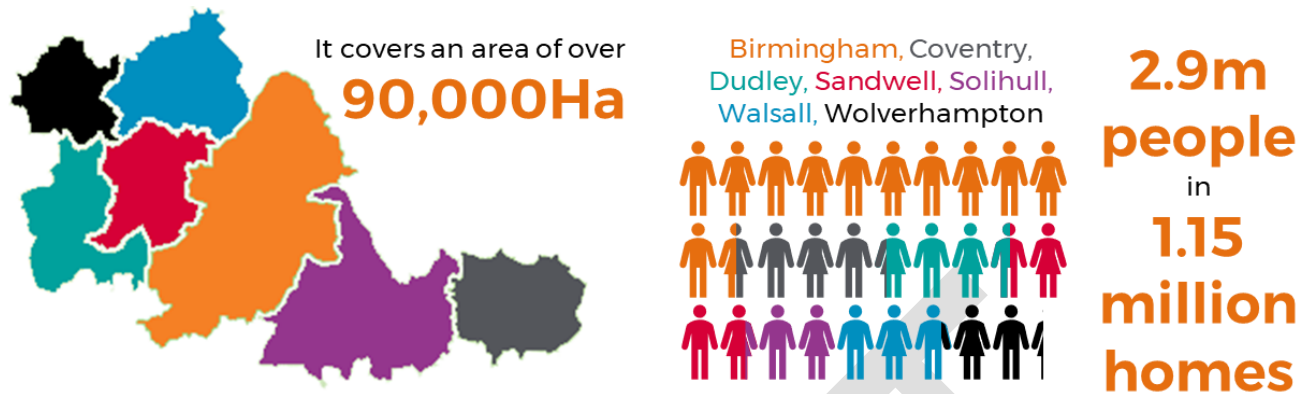 It covers an area of over
90,000Ha
Birmingham, Coventry,
Dudley, Sandwell, Solihull,
Walsall, Wolverhampton
2.9m
people
in
1.15
million
homes